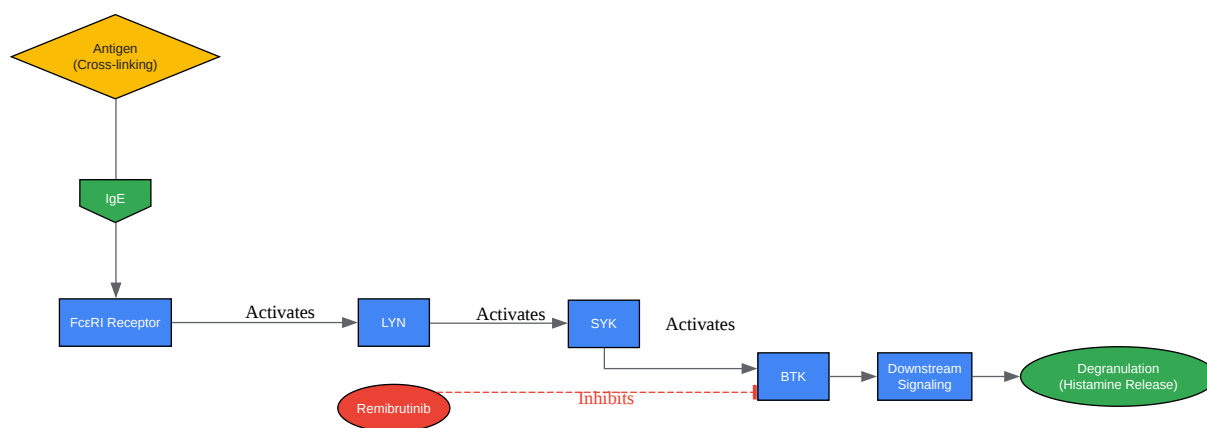 Antigen
(Cross-linking)
IgE
FcεRI Receptor
Activates
LYN
Activates
SYK
Activates
BTK
Downstream
Signaling
Degranulation
(Histamine Release)
Remibrutinib
Inhibits